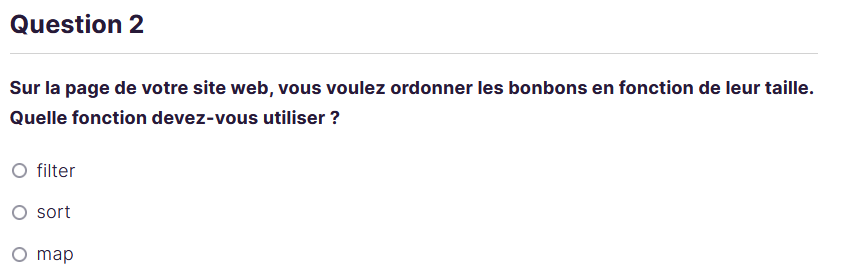 Question 2
Sur la page de votre site web, vous voulez ordonner les bonbons en fonction de leur taille.
Quelle fonction devez-vous utiliser ?
filter
sort
map